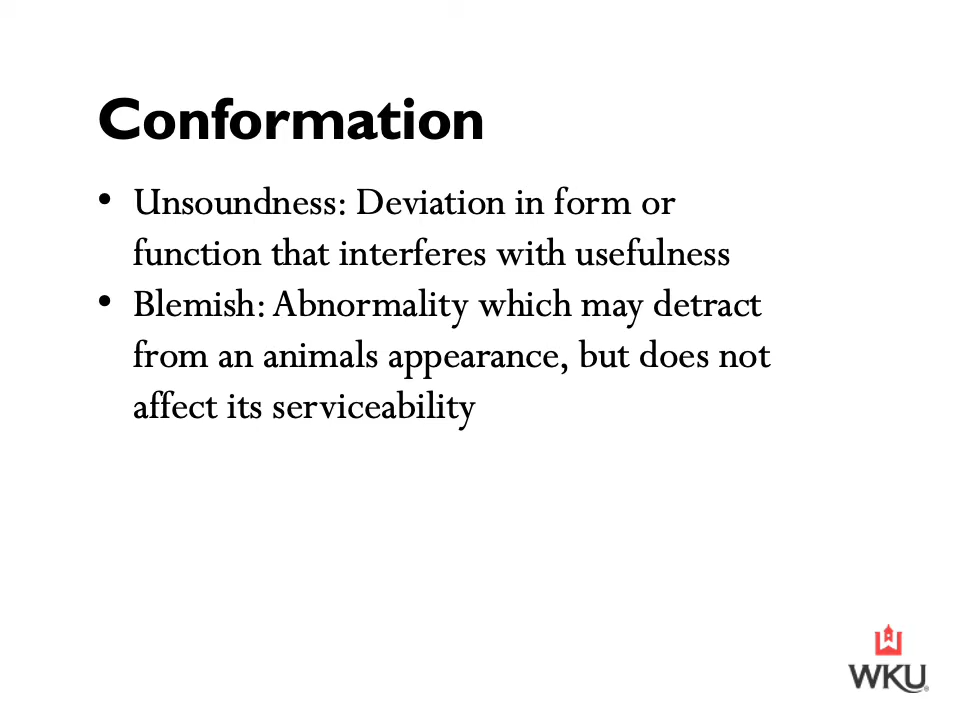 Conformation
• Unsoundness: Deviation in form or
function that interferes with usefulness
• Blemish: Abnormality which may detract
from an animals appearance, but does not
affect its serviceability
WKU®